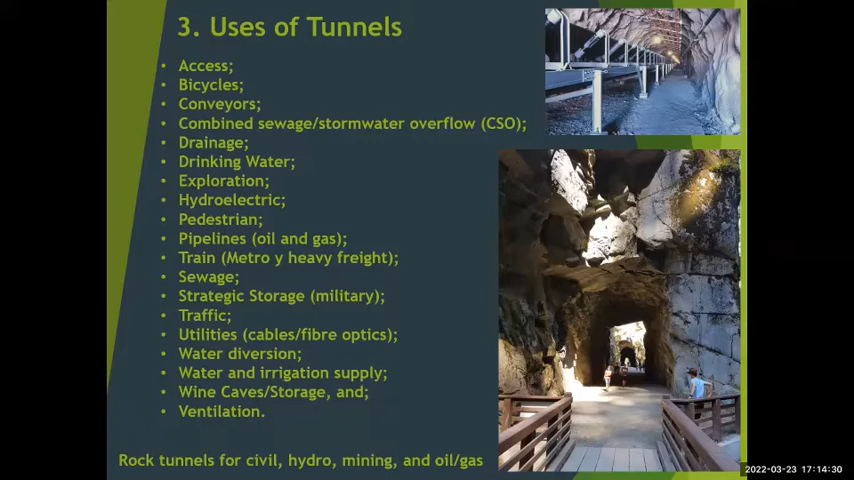 3. Uses of Tunnels
• Access;
• Bicycles;
• Conveyors;
• Combined sewage/stormwater overflow (CSO);
• Drainage;
• Drinking Water;
• Exploration;
• Hydroelectric;
• Pedestrian;
• Pipelines (oil and gas);
• Train (Metro y heavy freight);
• Sewage;
• Strategic Storage (military);
• Traffic;
• Utilities (cables/fibre optics);
• Water diversion;
• Water and irrigation supply;
• Wine Caves/Storage, and;
• Ventilation.
Rock tunnels for civil, hydro, mining, and oil/gas
2022-03-23 17:14:30